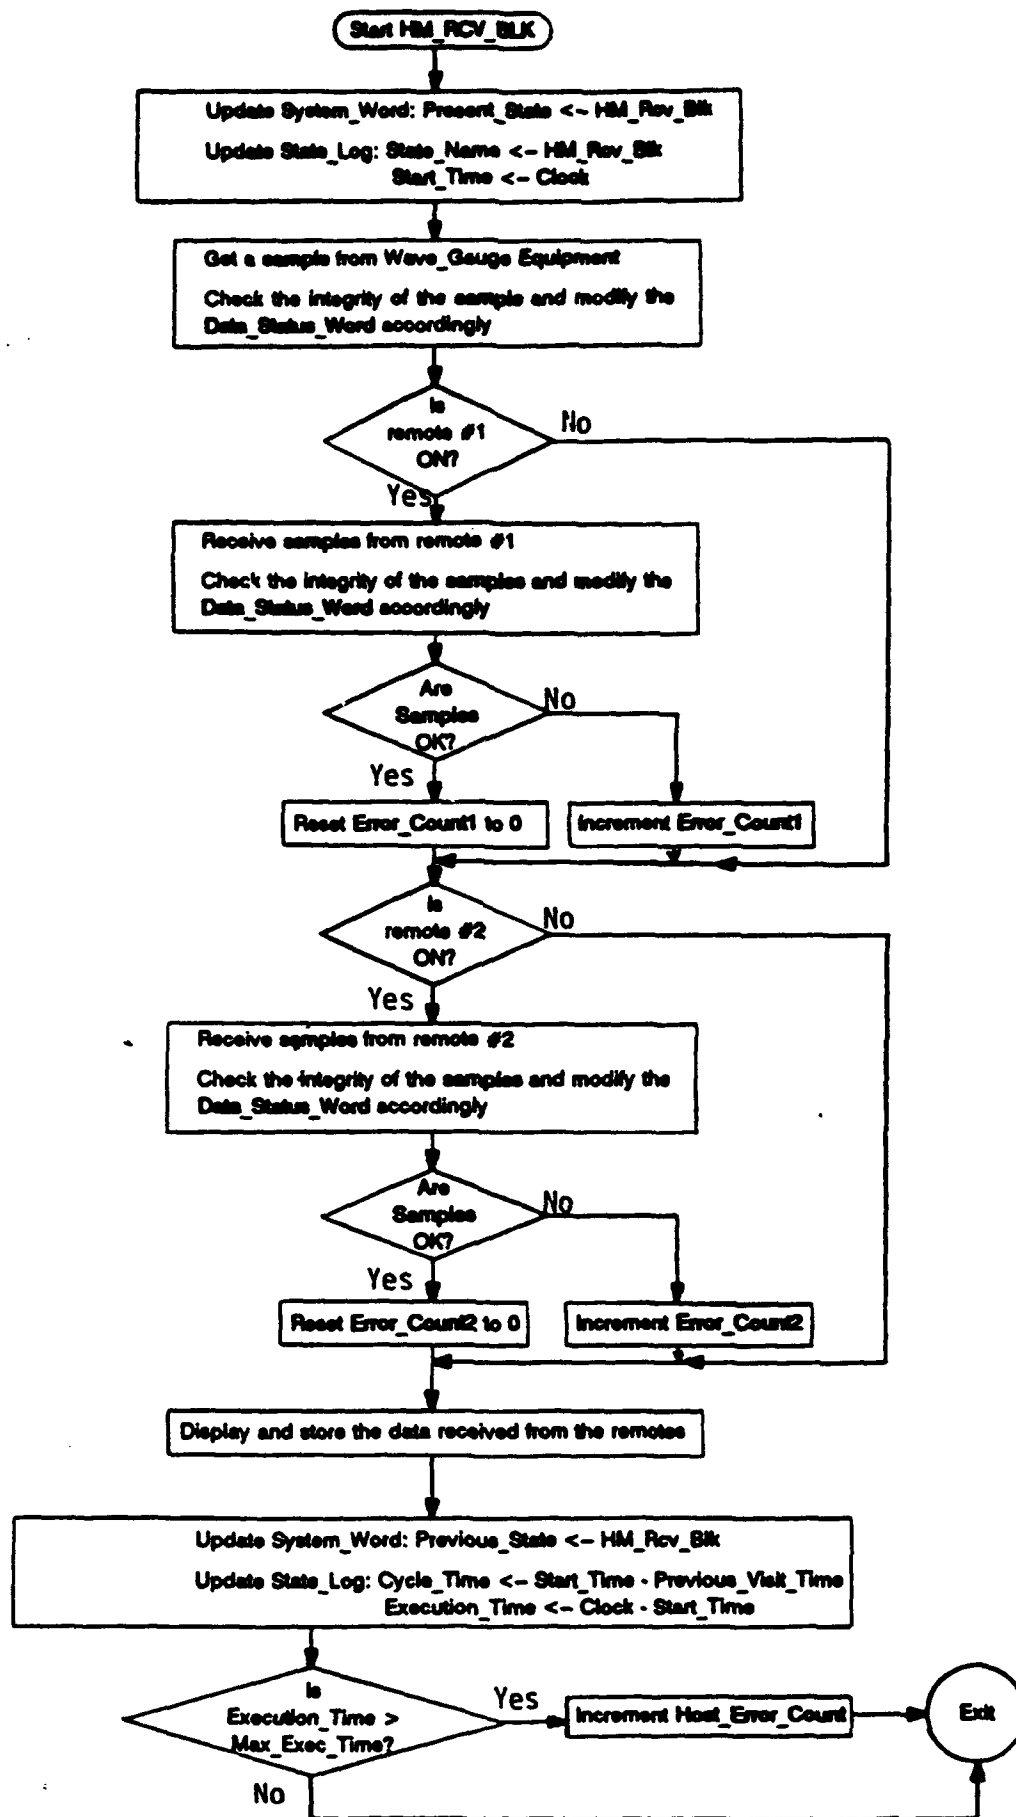 Start HM_RCV_BLK
Update System_Word: Present_State <- HM_Rcv_Blk
Update State_Log: State_Name <- HM_Rcv_Blk
Start_Time <- Clock
Get a sample from Wave_Gauge Equipment
Check the integrity of the sample and modify the
Data_Status_Word accordingly
Is
remote #1
ON?
No
Yes
Receive samples from remote #1
Check the integrity of the samples and modify the
Data_Status_Word accordingly
Are
Samples
OK?
No
Yes
Reset Error_Count1 to 0
Increment Error_Count1
Is
remote #2
ON?
No
Yes
Receive samples from remote #2
Check the integrity of the samples and modify the
Data_Status_Word accordingly
Are
Samples
OK?
No
Yes
Reset Error_Count2 to 0
Increment Error_Count2
Display and store the data received from the remotes
Update System_Word: Previous_State <- HM_Rcv_Blk
Update State_Log: Cycle_Time <- Start_Time - Previous_Visit_Time
Execution_Time <- Clock - Start_Time
Is
Execution_Time >
Max_Exec_Time?
Yes
Increment Host_Error_Count
Exit
No